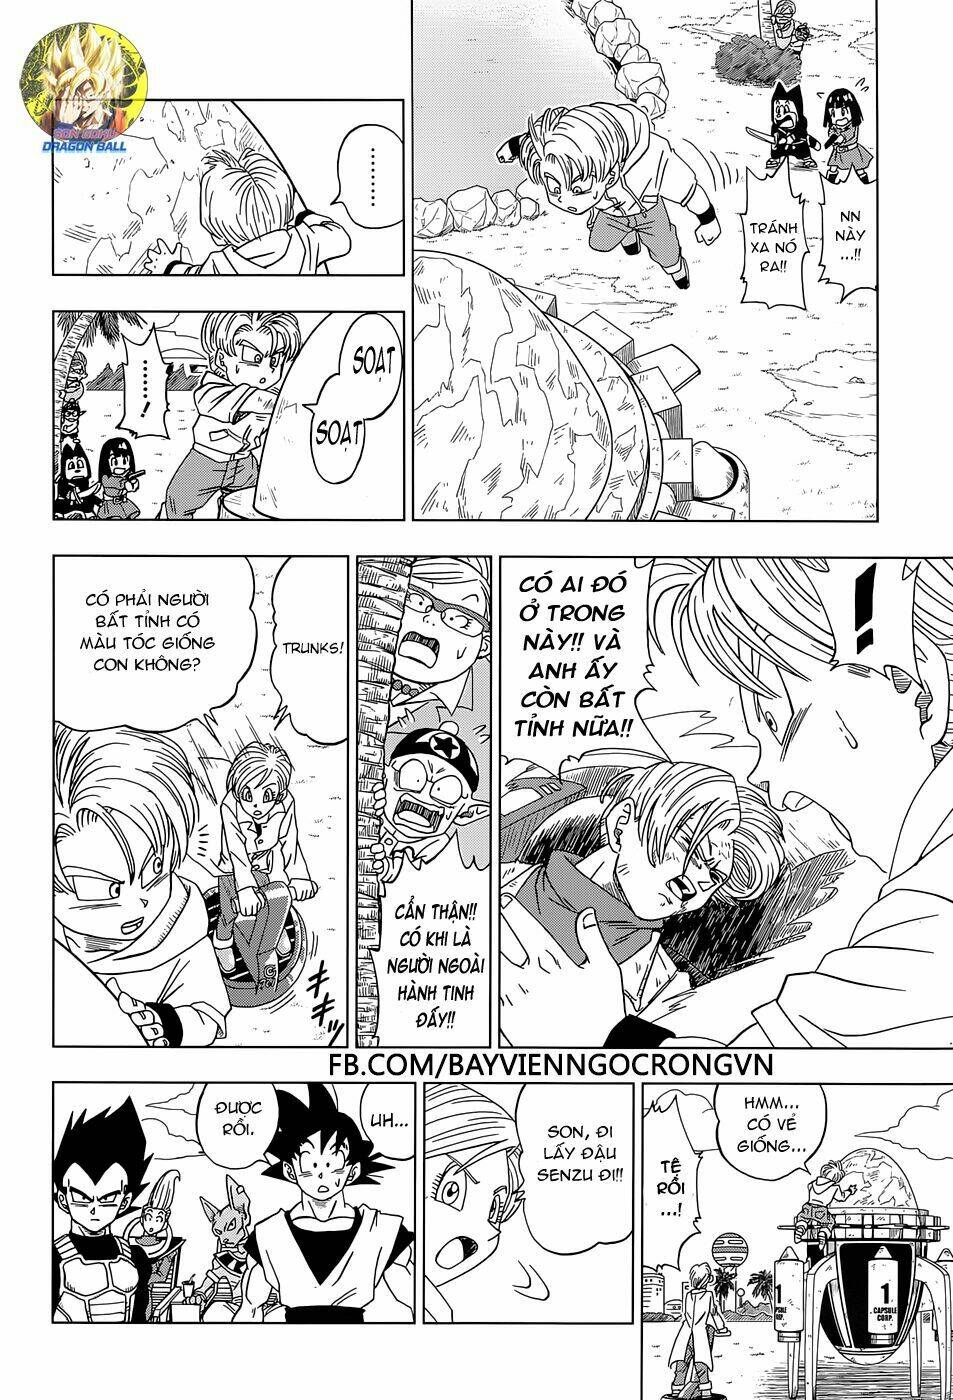 SON GOKU
DRAGON BALL
NN
NÀY
...!!
TRÁNH
XA NÓ
RA!!
.......
SOẠT
SOẠT
......!
!
CÓ AI ĐÓ
Ở TRONG
NÀY!! VÀ
ANH ẤY
CÒN BẤT
TỈNH NỮA!!
CẨN THẬN!!
CÓ KHI LÀ
NGƯỜI NGOÀI
HÀNH TINH
ĐẤY!!
TRUNKS!
CÓ PHẢI NGƯỜI
BẤT TỈNH CÓ
MÀU TÓC GIỐNG
CON KHÔNG?
FB.COM/BAYVIENNGOCRONGVN
HMM...
CÓ VẺ
GIỐNG...
TỆ
RỒI
...!
1
CAPSULE
CORP.
1
SON, ĐI
LẤY ĐẬU
SENZU ĐI!!
UH...
ĐƯỢC
RỒI.